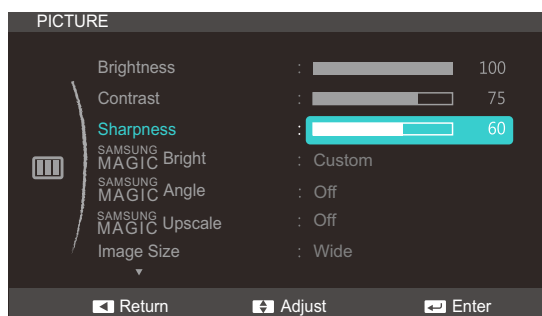 PICTURE
Brightness : 100
Contrast : 75
Sharpness : 60
SAMSUNG MAGIC Bright : Custom
SAMSUNG MAGIC Angle : Off
SAMSUNG MAGIC Upscale : Off
Image Size : Wide
Return Adjust Enter